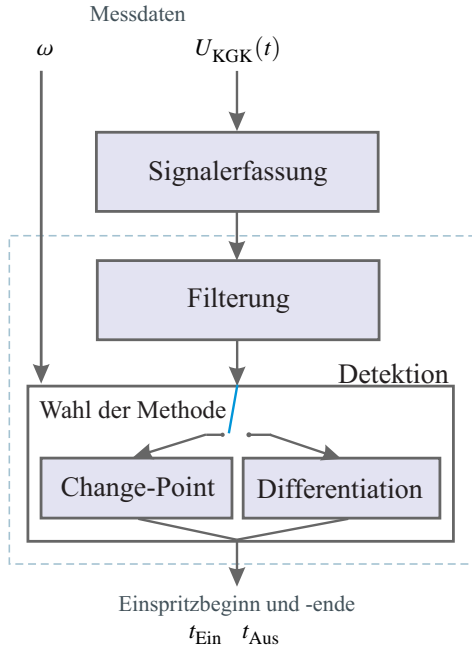 Messdaten
ω U_KGK(t)
Signalerfassung
Filterung
Detektion
Wahl der Methode
Change-Point Differentiation
Einspritzbeginn und -ende
t_Ein t_Aus